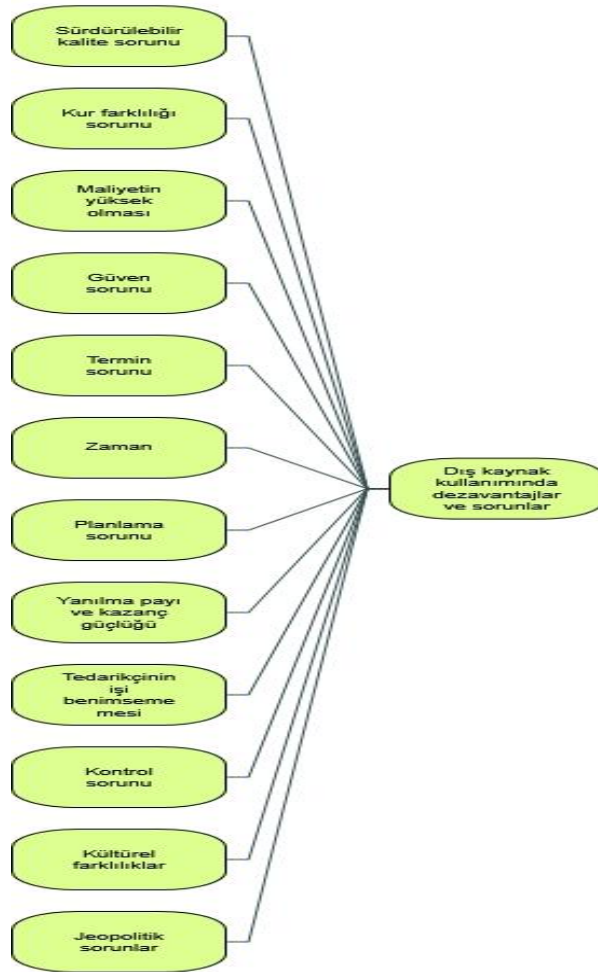 Sürdürülebilir
kalite sorunu
Kur farklılığı
sorunu
Maliyetin
yüksek
olması
Güven
sorunu
Termin
sorunu
Zaman
Planlama
sorunu
Yanılma payı
ve kazanç
güçlüğü
Tedarikçinin
işi
benimseme
mesi
Kontrol
sorunu
Kültürel
farklılıklar
Jeopolitik
sorunlar
Dış kaynak
kullanımında
dezavantajlar
ve sorunlar